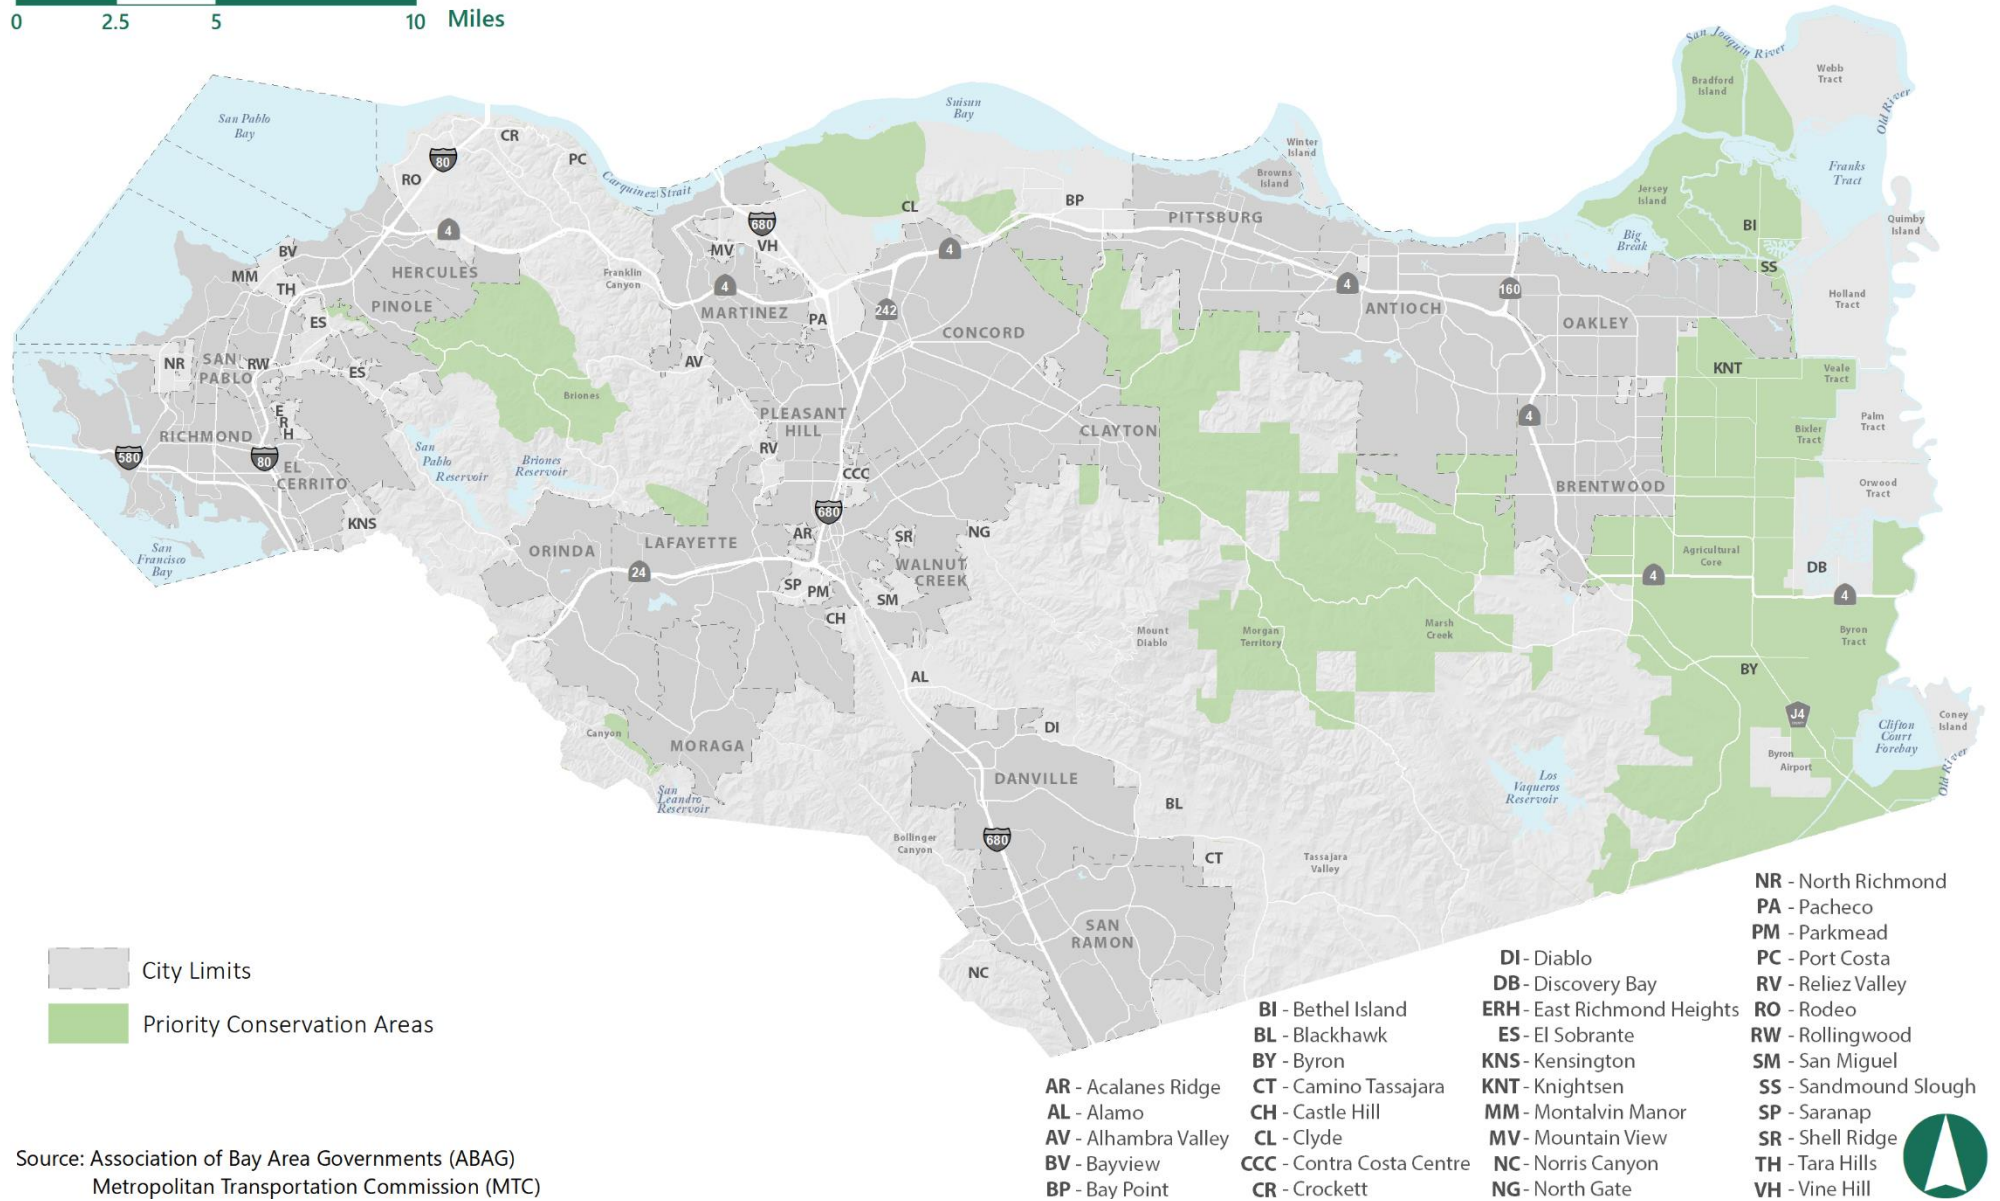 0 2.5 5 10 Miles
San Pablo
Bay
Suisun
Bay
San Joaquin River
Bradford
Island
Webb
Tract
Old River
Franks
Tract
Quimby
Island
Jersey
Island
BI
Big
Break
SS
Holland
Tract
Winter
Island
Browns
Island
CR
80
PC
RO
Carquinez Strait
4
680
CL
BP
PITTSBURG
4
MV
VH
BV
MM
TH
HERCULES
PINOLE
ES
Franklin
Canyon
4
MARTINEZ
PA
242
CONCORD
4
ANTIOCH
160
OAKLEY
NR
SAN
PABLO
RW
ES
AV
KNT
Veale
Tract
Briones
PLEASANT
HILL
CLAYTON
4
Palm
Tract
Bixler
Tract
E
R
H
RICHMOND
580
80
EL
CERRITO
San
Pablo
Reservoir
Briones
Reservoir
RV
CCC
BRENTWOOD
Orwood
Tract
KNS
San
Francisco
Bay
ORINDA
LAFAYETTE
24
680
AR
SR
NG
WALNUT
CREEK
SP
PM
SM
CH
Agricultural
Core
4
DB
4
Mount
Diablo
Morgan
Territory
Marsh
Creek
Byron
Tract
BY
AL
DI
Canyon
MORAGA
San
Leandro
Reservoir
DANVILLE
BL
Los
Vaqueros
Reservoir
J4
Byron
Airport
Clifton
Court
Forebay
Coney
Island
Old River
Bollinger
Canyon
680
CT
Tassajara
Valley
SAN
RAMON
NC
City Limits
Priority Conservation Areas
AR - Acalanes Ridge
AL - Alamo
AV - Alhambra Valley
BV - Bayview
BP - Bay Point
BI - Bethel Island
BL - Blackhawk
BY - Byron
CT - Camino Tassajara
CH - Castle Hill
CL - Clyde
CCC - Contra Costa Centre
CR - Crockett
DI - Diablo
DB - Discovery Bay
ERH - East Richmond Heights
ES - El Sobrante
KNS - Kensington
KNT - Knightsen
MM - Montalvin Manor
MV - Mountain View
NC - Norris Canyon
NG - North Gate
NR - North Richmond
PA - Pacheco
PM - Parkmead
PC - Port Costa
RV - Reliez Valley
RO - Rodeo
RW - Rollingwood
SM - San Miguel
SS - Sandmound Slough
SP - Saranap
SR - Shell Ridge
TH - Tara Hills
VH - Vine Hill
Source: Association of Bay Area Governments (ABAG)
Metropolitan Transportation Commission (MTC)